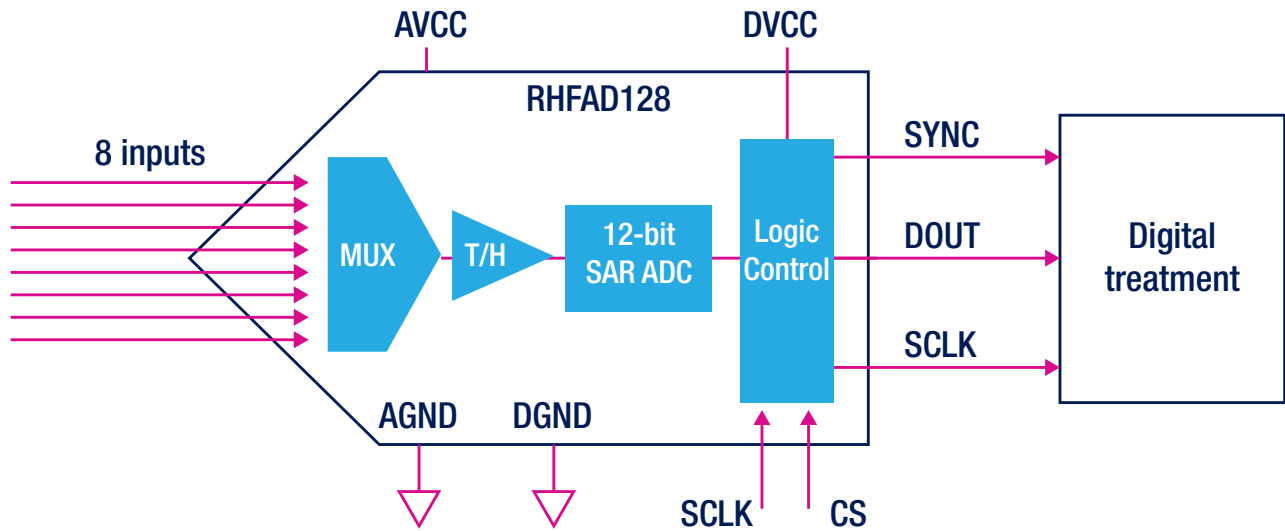 AVCC
DVCC
RHFAD128
8 inputs
SYNC
MUX
T/H
12-bit
SAR ADC
Logic
Control
DOUT
Digital
treatment
SCLK
AGND
DGND
SCLK
CS